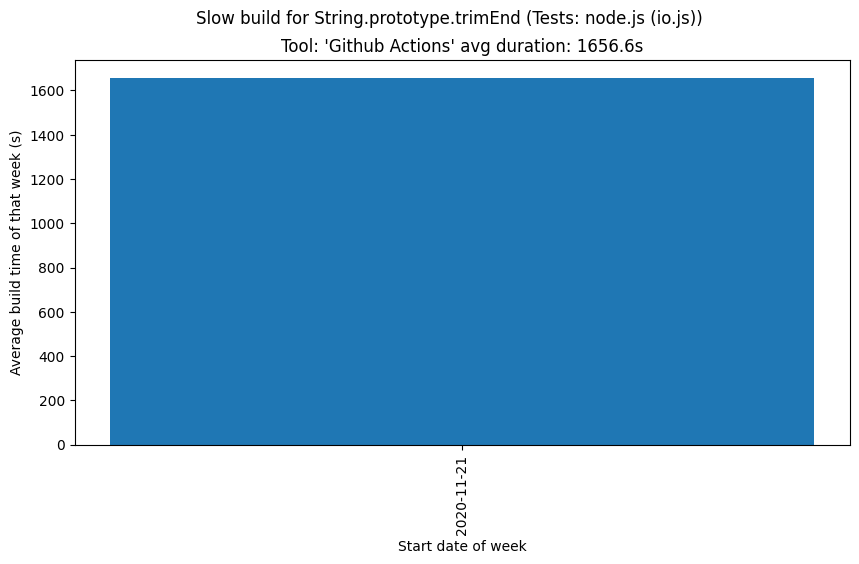 Slow build for String.prototype.trimEnd (Tests: node.js (io.js))
Tool: 'Github Actions' avg duration: 1656.6s
Average build time of that week (s)
1600
1400
1200
1000
800
600
400
200
0
2020-11-21
Start date of week